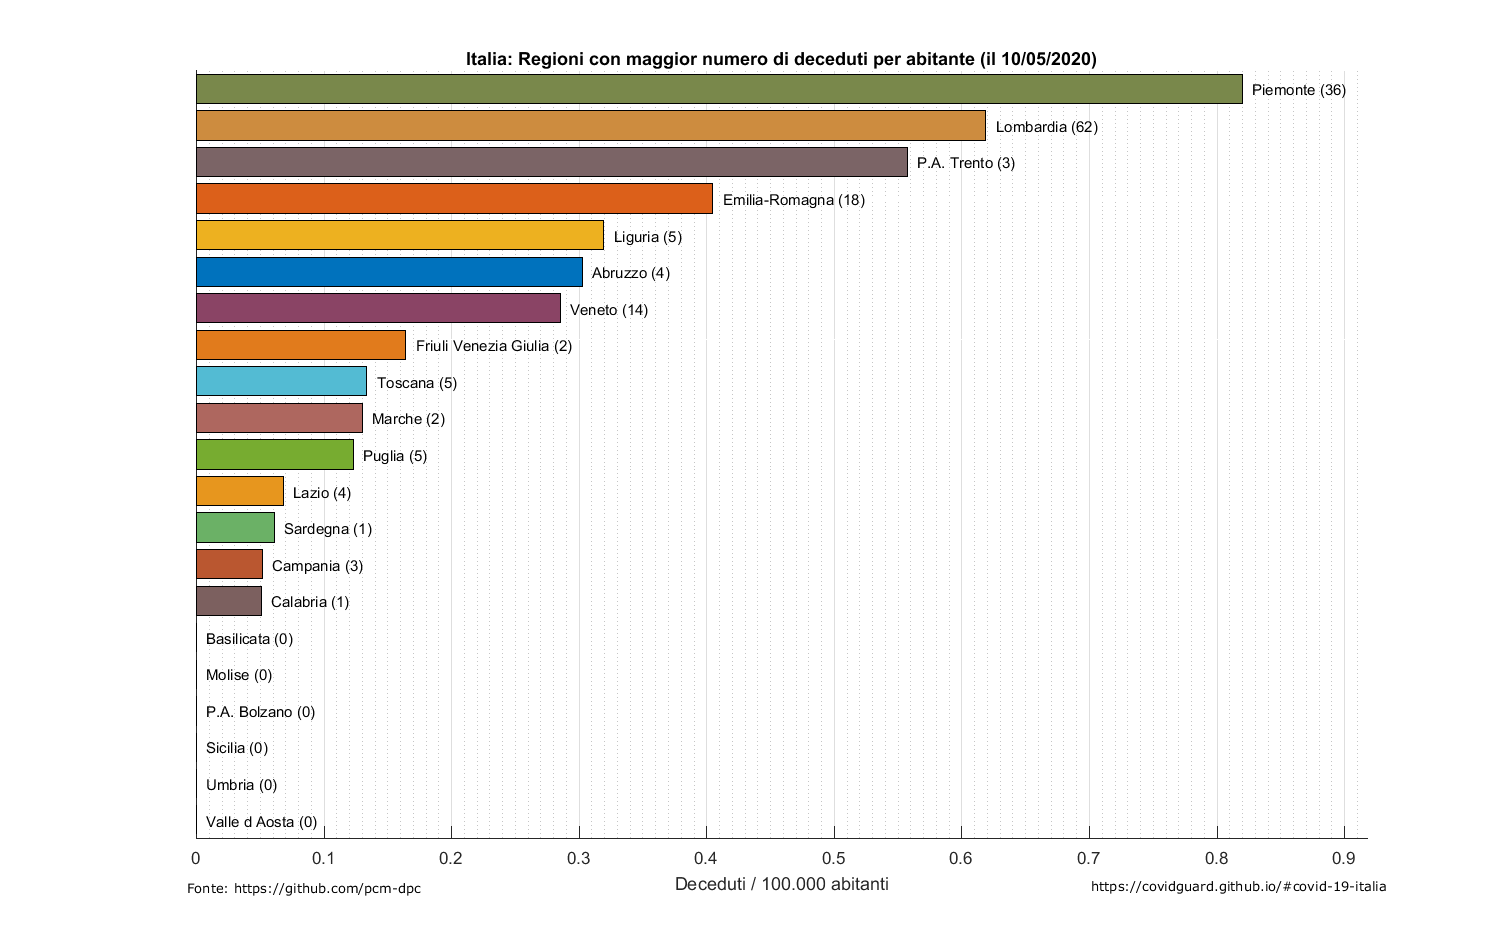 Italia: Regioni con maggior numero di deceduti per abitante (il 10/05/2020)
Piemonte (36)
Lombardia (62)
P.A. Trento (3)
Emilia-Romagna (18)
Liguria (5)
Abruzzo (4)
Veneto (14)
Friuli Venezia Giulia (2)
Toscana (5)
Marche (2)
Puglia (5)
Lazio (4)
Sardegna (1)
Campania (3)
Calabria (1)
Basilicata (0)
Molise (0)
P.A. Bolzano (0)
Sicilia (0)
Umbria (0)
Valle d Aosta (0)
0 0.1 0.2 0.3 0.4 0.5 0.6 0.7 0.8 0.9
Deceduti / 100.000 abitanti
Fonte: https://github.com/pcm-dpc
https://covidguard.github.io/#covid-19-italia